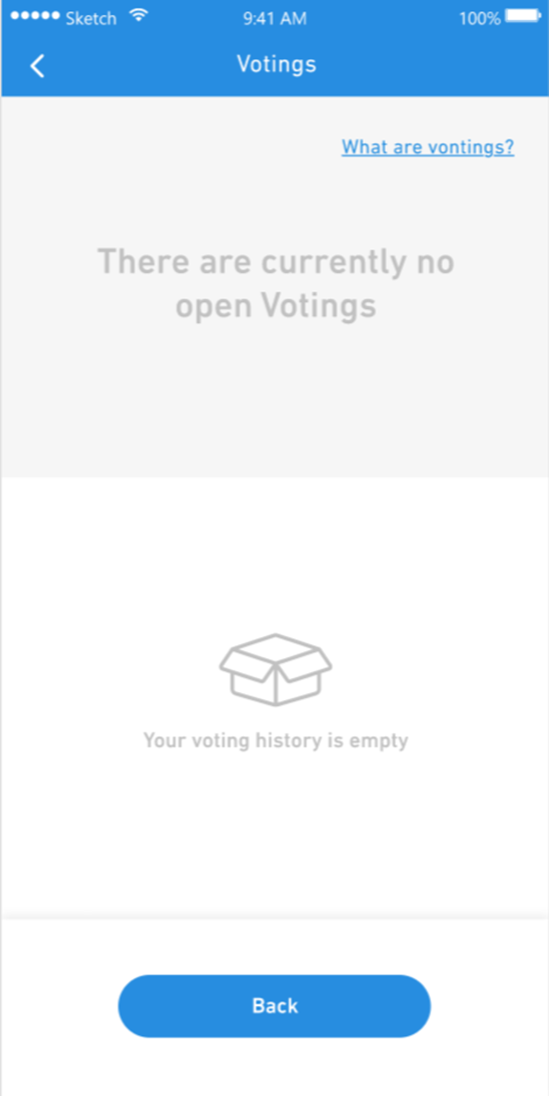 Sketch 9:41 AM 100%
Votings
What are vontings?
There are currently no
open Votings
Your voting history is empty
Back